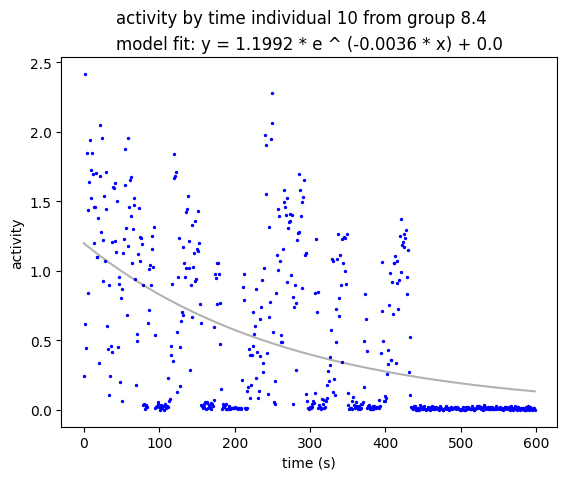 activity by time individual 10 from group 8.4
model fit: y = 1.1992 * e ^ (-0.0036 * x) + 0.0
2.5
2.0
1.5
1.0
0.5
0.0
activity
0 100 200 300 400 500 600
time (s)